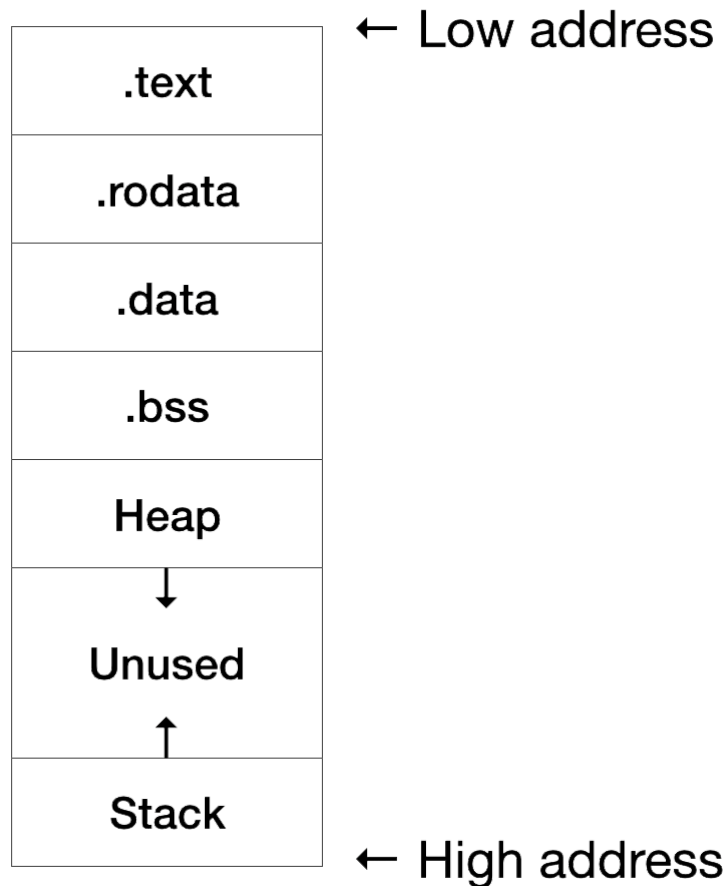 ← Low address
.text
.rodata
.data
.bss
Heap
Unused
Stack
← High address